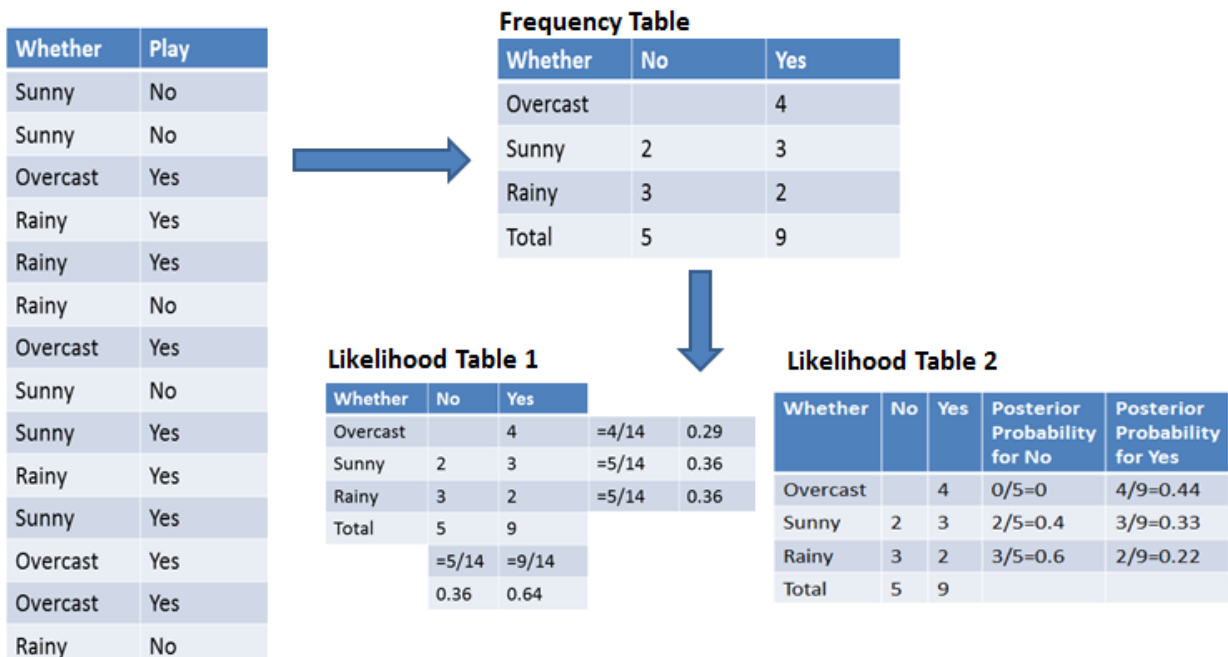 Whether Play
Sunny No
Sunny No
Overcast Yes
Rainy Yes
Rainy Yes
Rainy No
Overcast Yes
Sunny No
Sunny Yes
Rainy Yes
Sunny Yes
Overcast Yes
Overcast Yes
Rainy No
Frequency Table
Whether No Yes
Overcast 4
Sunny 2 3
Rainy 3 2
Total 5 9
Likelihood Table 1
Whether No Yes
Overcast 4 =4/14 0.29
Sunny 2 3 =5/14 0.36
Rainy 3 2 =5/14 0.36
Total 5 9
=5/14 =9/14
0.36 0.64
Likelihood Table 2
Whether No Yes Posterior Posterior
Probability Probability
for No for Yes
Overcast 4 0/5=0 4/9=0.44
Sunny 2 3 2/5=0.4 3/9=0.33
Rainy 3 2 3/5=0.6 2/9=0.22
Total 5 9